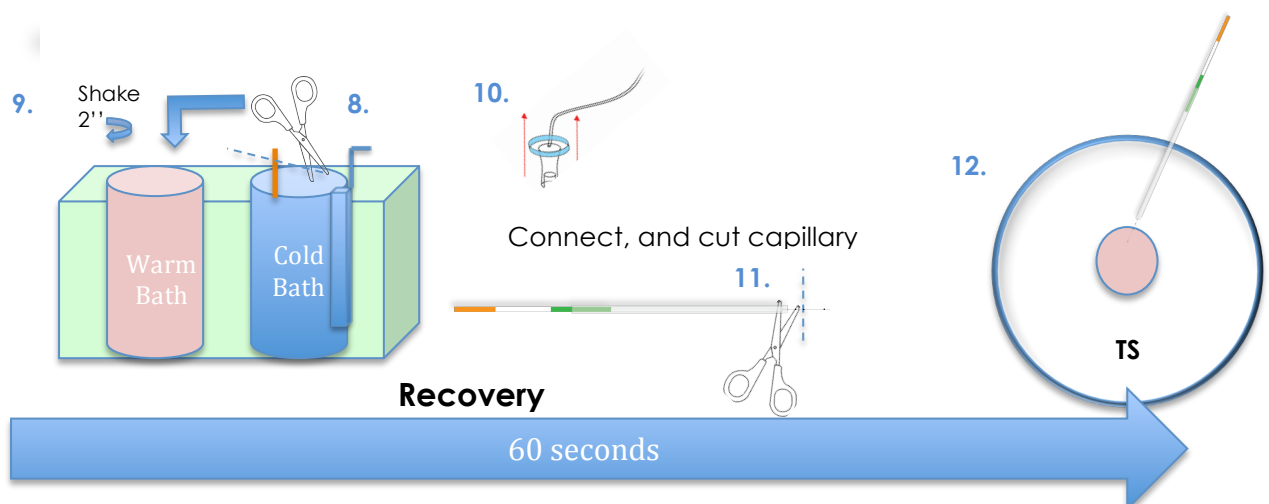 9.
Shake
2''
8.
10.
12.
Warm
Bath
Cold
Bath
Connect, and cut capillary
11.
TS
Recovery
60 seconds